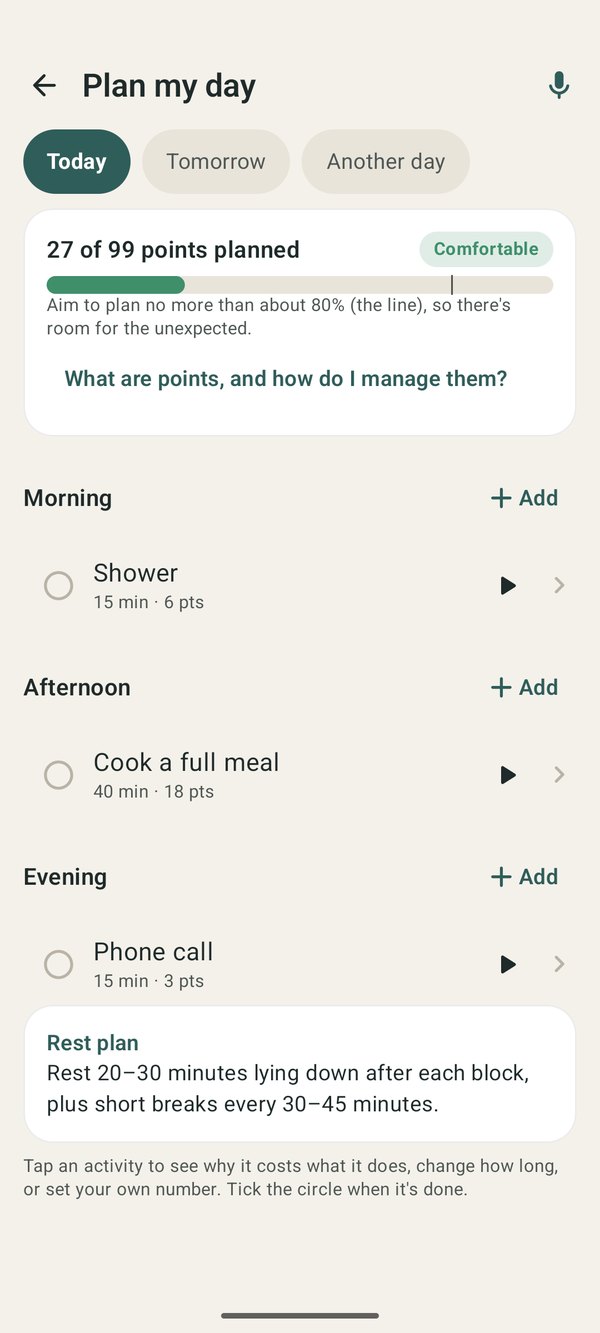 Plan my day
Today
Tomorrow
Another day
27 of 99 points planned
Comfortable
Aim to plan no more than about 80% (the line), so there's
room for the unexpected.
What are points, and how do I manage them?
Morning
Add
Shower
15 min · 6 pts
Afternoon
Add
Cook a full meal
40 min · 18 pts
Evening
Add
Phone call
15 min · 3 pts
Rest plan
Rest 20–30 minutes lying down after each block,
plus short breaks every 30–45 minutes.
Tap an activity to see why it costs what it does, change how long,
or set your own number. Tick the circle when it's done.